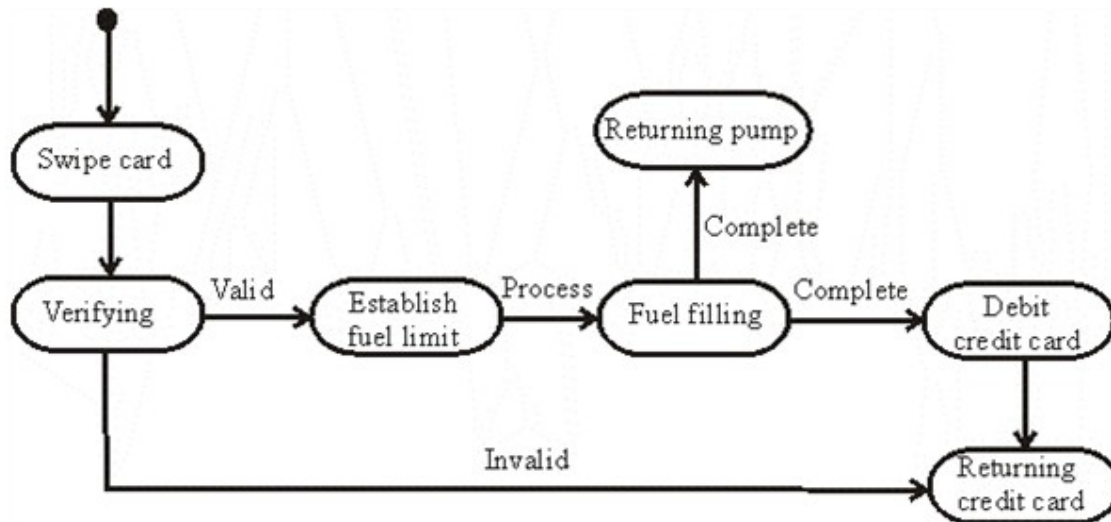 Returning pump
Swipe card
Complete
Valid
Process
Complete
Verifying
Establish
fuel limit
Fuel filling
Debit
credit card
Invalid
Returning
credit card